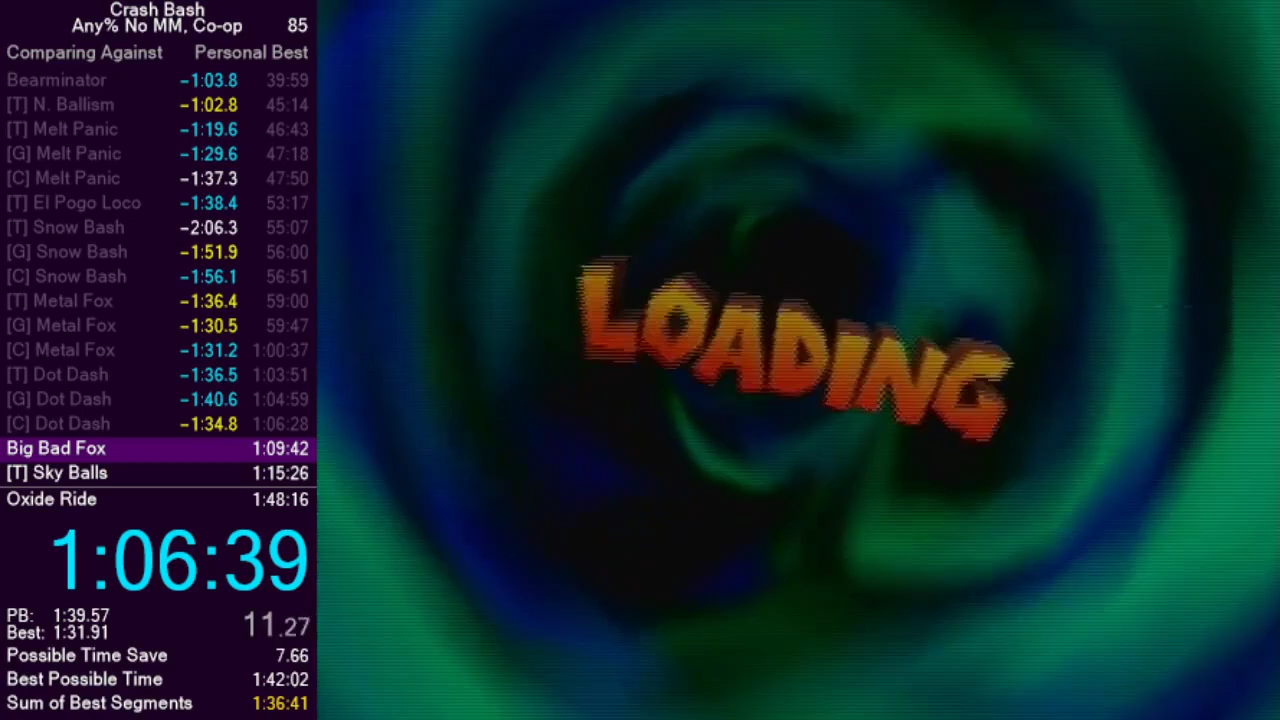 Crash Bash
Any% No MM, Co-op 85
Comparing Against Personal Best
Bearminator -1:03.8 39:59
[T] N. Ballism -1:02.8 45:14
[T] Melt Panic -1:19.6 46:43
[G] Melt Panic -1:29.6 47:18
[C] Melt Panic -1:37.3 47:50
[T] El Pogo Loco -1:38.4 53:17
[T] Snow Bash -2:06.3 55:07
[G] Snow Bash -1:51.9 56:00
[C] Snow Bash -1:56.1 56:51
[T] Metal Fox -1:36.4 59:00
[G] Metal Fox -1:30.5 59:47
[C] Metal Fox -1:31.2 1:00:37
[T] Dot Dash -1:36.5 1:03:51
[G] Dot Dash -1:40.6 1:04:59
[C] Dot Dash -1:34.8 1:06:28
Big Bad Fox 1:09:42
[T] Sky Balls 1:15:26
Oxide Ride 1:48:16
1:06:39
PB: 1:39.57
Best: 1:31.91
11.27
Possible Time Save 7.66
Best Possible Time 1:42:02
Sum of Best Segments 1:36:41
LOADING